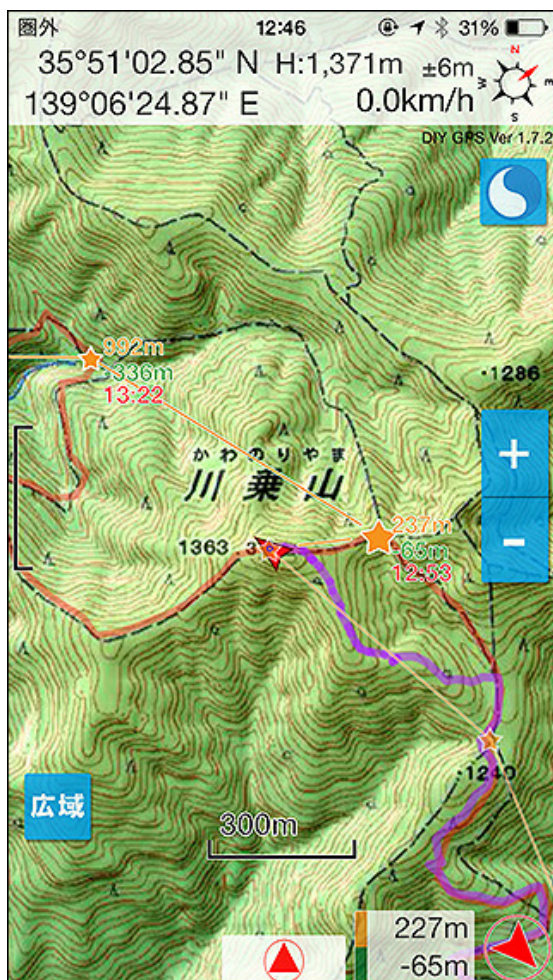 圏外 12:46 31%
35°51'02.85" N H:1,371m ±6m
139°06'24.87" E 0.0km/h
N
W E
S
DIY GPS Ver 1.7.2
992m
-336m
13:22
・1286
かわのりやま
川乗山
+
-
1363.3
237m
-65m
12:53
・1240
広域
300m
227m
-65m